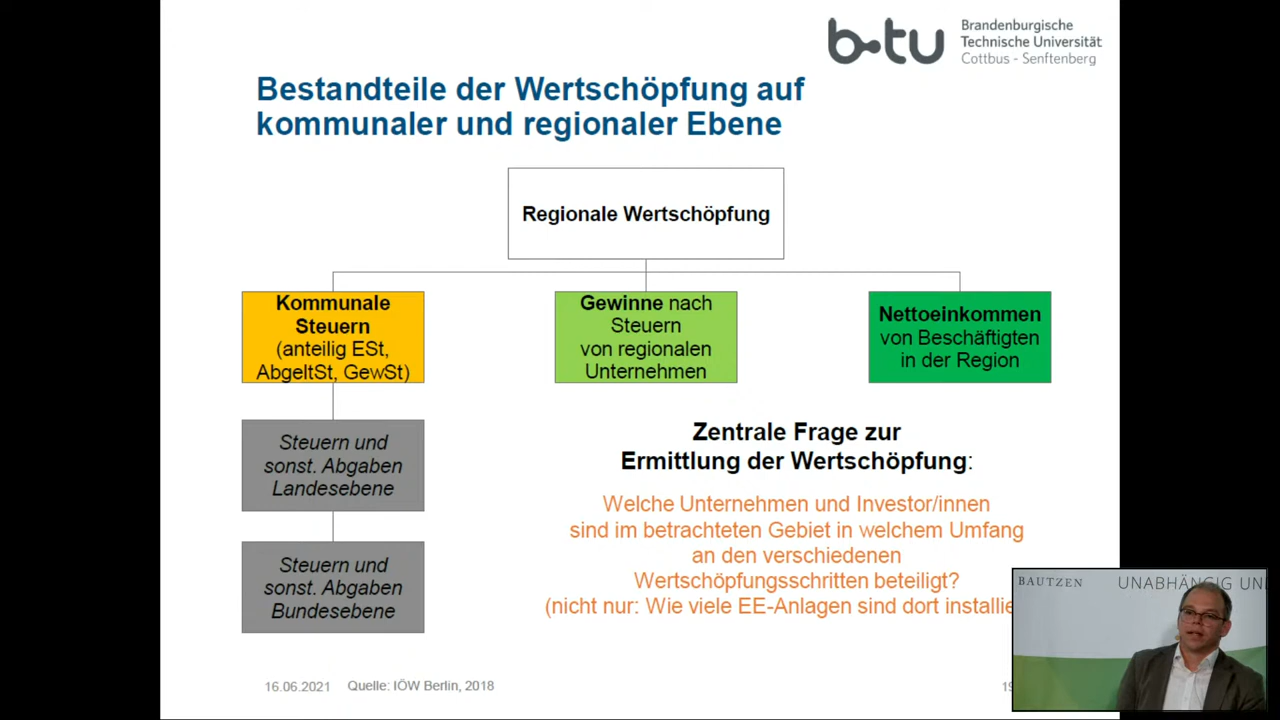 b-tu
Brandenburgische
Technische Universität
Cottbus - Senftenberg
Bestandteile der Wertschöpfung auf
kommunaler und regionaler Ebene
Regionale Wertschöpfung
Kommunale
Steuern
(anteilig ESt,
AbgeltSt, GewSt)
Gewinne nach
Steuern
von regionalen
Unternehmen
Nettoeinkommen
von Beschäftigten
in der Region
Steuern und
sonst. Abgaben
Landesebene
Steuern und
sonst. Abgaben
Bundesebene
Zentrale Frage zur
Ermittlung der Wertschöpfung:
Welche Unternehmen und Investor/innen
sind im betrachteten Gebiet in welchem Umfang
an den verschiedenen
Wertschöpfungsschritten beteiligt?
(nicht nur: Wie viele EE-Anlagen sind dort installie
BAUTZEN
UNABHÄNGIG UN
16.06.2021
Quelle: IÖW Berlin, 2018